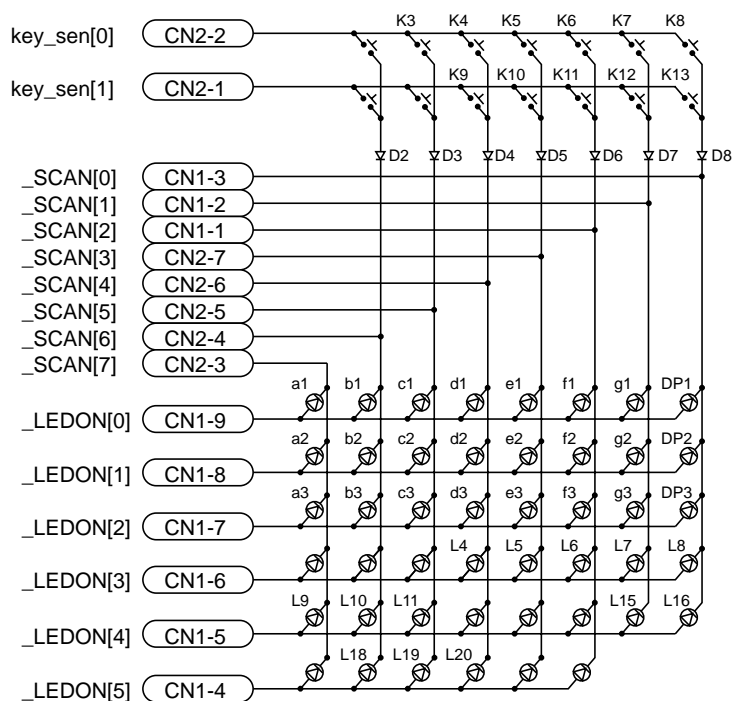 K3 K4 K5 K6 K7 K8
key_sen[0] CN2-2
K9 K10 K11 K12 K13
key_sen[1] CN2-1
D2 D3 D4 D5 D6 D7 D8
_SCAN[0] CN1-3
_SCAN[1] CN1-2
_SCAN[2] CN1-1
_SCAN[3] CN2-7
_SCAN[4] CN2-6
_SCAN[5] CN2-5
_SCAN[6] CN2-4
_SCAN[7] CN2-3
a1 b1 c1 d1 e1 f1 g1 DP1
_LEDON[0] CN1-9
a2 b2 c2 d2 e2 f2 g2 DP2
_LEDON[1] CN1-8
a3 b3 c3 d3 e3 f3 g3 DP3
_LEDON[2] CN1-7
L4 L5 L6 L7 L8
_LEDON[3] CN1-6
L9 L10 L11 L15 L16
_LEDON[4] CN1-5
L18 L19 L20
_LEDON[5] CN1-4